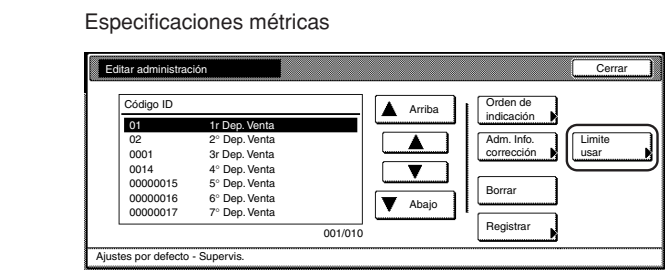 Especificaciones métricas
Editar administración
Cerrar
Código ID
01 1r Dep. Venta
02 2° Dep. Venta
0001 3r Dep. Venta
0014 4° Dep. Venta
00000015 5° Dep. Venta
00000016 6° Dep. Venta
00000017 7° Dep. Venta
001/010
Arriba
Abajo
Orden de
indicación
Adm. Info.
corrección
Borrar
Registrar
Limite
usar
Ajustes por defecto - Supervis.